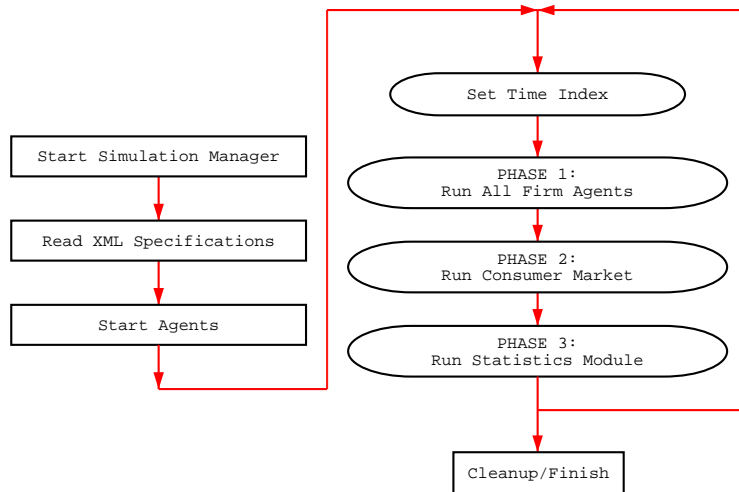 Start Simulation Manager
Read XML Specifications
Start Agents
Set Time Index
PHASE 1:
Run All Firm Agents
PHASE 2:
Run Consumer Market
PHASE 3:
Run Statistics Module
Cleanup/Finish